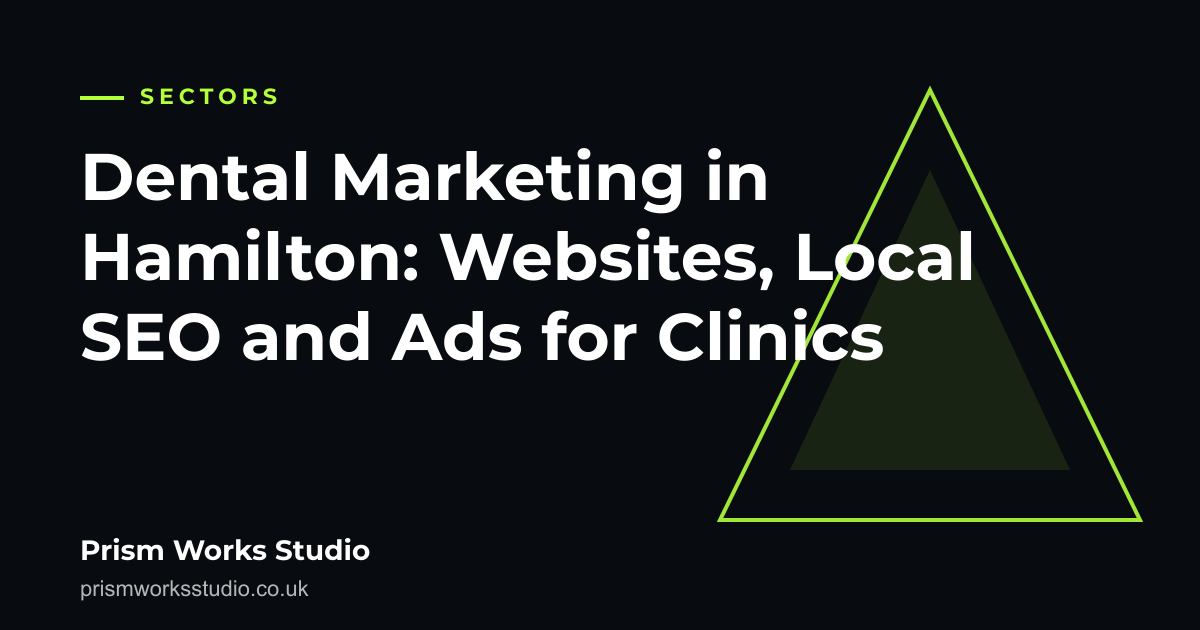 SECTORS
Dental Marketing in
Hamilton: Websites, Local
SEO and Ads for Clinics
Prism Works Studio
prismworksstudio.co.uk